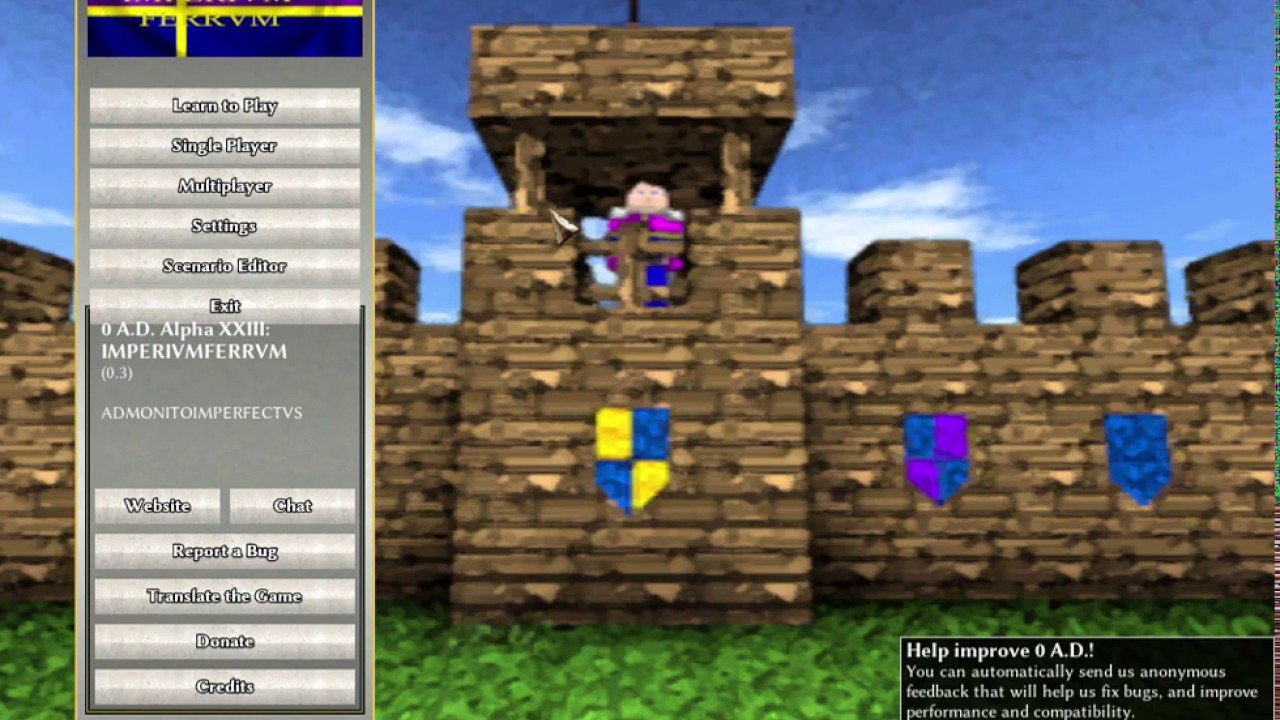 FERRVM
Learn to Play
Single Player
Multiplayer
Settings
Scenario Editor
Exit
0 A.D. Alpha XXIII:
IMPERIVMFERRVM
(0.3)
ADMONITOIMPERFECTVS
Website
Chat
Report a Bug
Translate the Game
Donate
Credits
Help improve 0 A.D.!
You can automatically send us anonymous
feedback that will help us fix bugs, and improve
performance and compatibility.